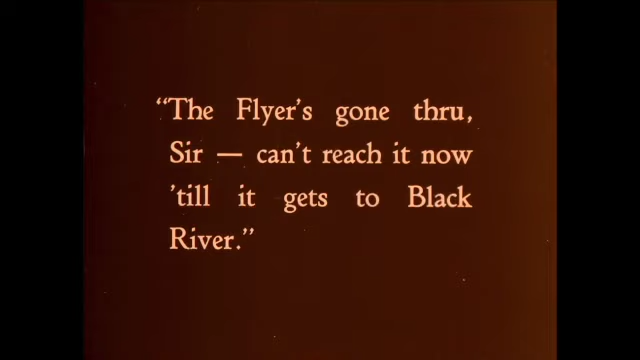 “The Flyer’s gone thru,
Sir — can’t reach it now
’till it gets to Black
River.”